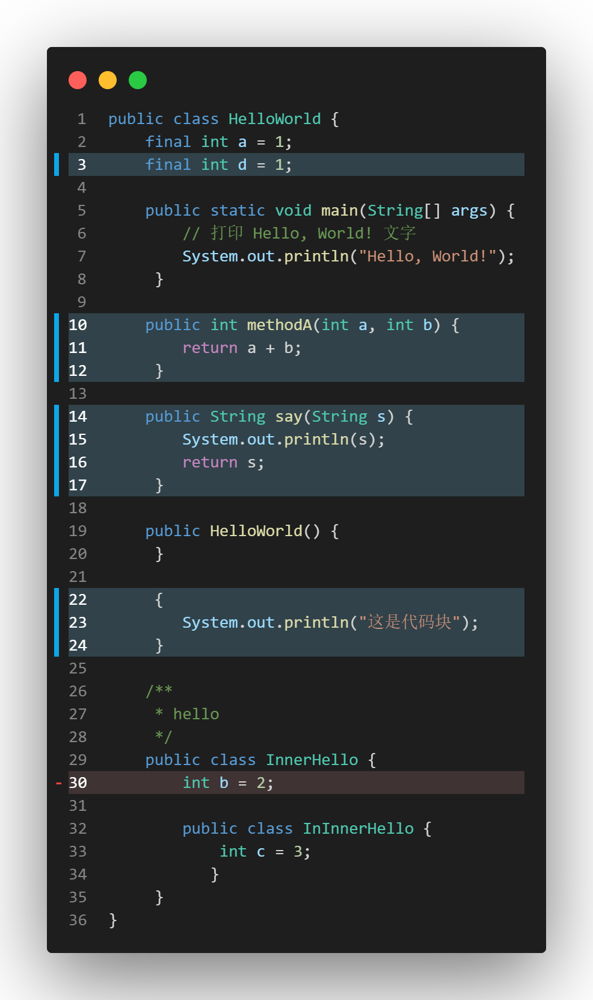 1 public class HelloWorld {
2     final int a = 1;
3     final int d = 1;
4
5     public static void main(String[] args) {
6         // 打印 Hello, World! 文字
7         System.out.println("Hello, World!");
8      }
9
10     public int methodA(int a, int b) {
11         return a + b;
12      }
13
14     public String say(String s) {
15         System.out.println(s);
16         return s;
17      }
18
19     public HelloWorld() {
20      }
21
22      {
23         System.out.println("这是代码块");
24      }
25
26     /**
27      * hello
28      */
29     public class InnerHello {
- 30         int b = 2;
31
32         public class InInnerHello {
33             int c = 3;
34            }
35      }
36 }